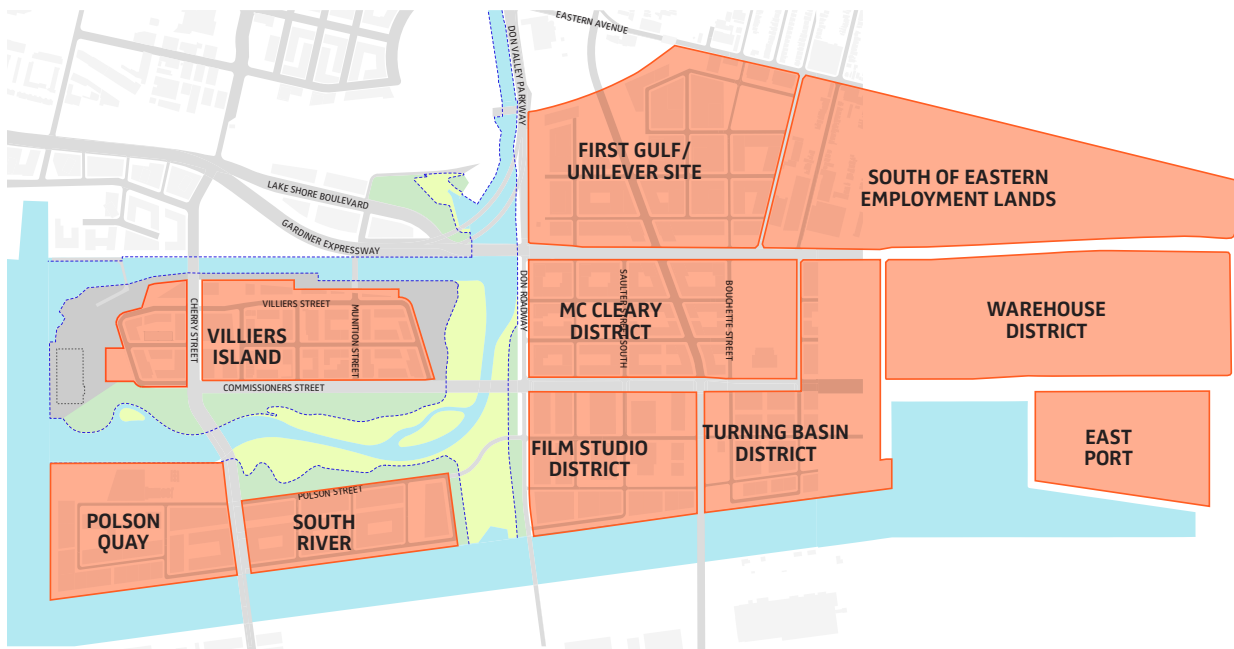 EASTERN AVENUE
DON VALLEY PARKWAY
FIRST GULF/
UNILEVER SITE
SOUTH OF EASTERN
EMPLOYMENT LANDS
LAKE SHORE BOULEVARD
GARDINER EXPRESSWAY
CHERRY STREET
VILLIERS STREET
MUNITION STREET
VILLIERS
ISLAND
COMMISSIONERS STREET
DON ROADWAY
MC CLEARY
DISTRICT
SAULTER STREET SOUTH
BOUCHETTE STREET
WAREHOUSE
DISTRICT
FILM STUDIO
DISTRICT
TURNING BASIN
DISTRICT
EAST
PORT
POLSON STREET
POLSON
QUAY
SOUTH
RIVER